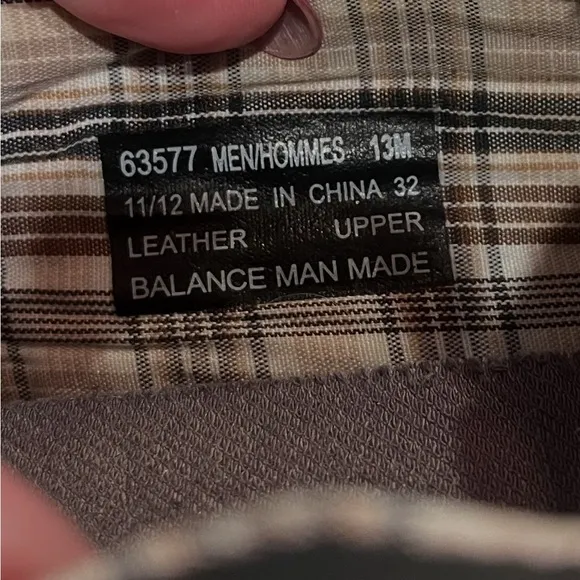 63577 MEN/HOMMES 13M
11/12 MADE IN CHINA 32
LEATHER UPPER
BALANCE MAN MADE